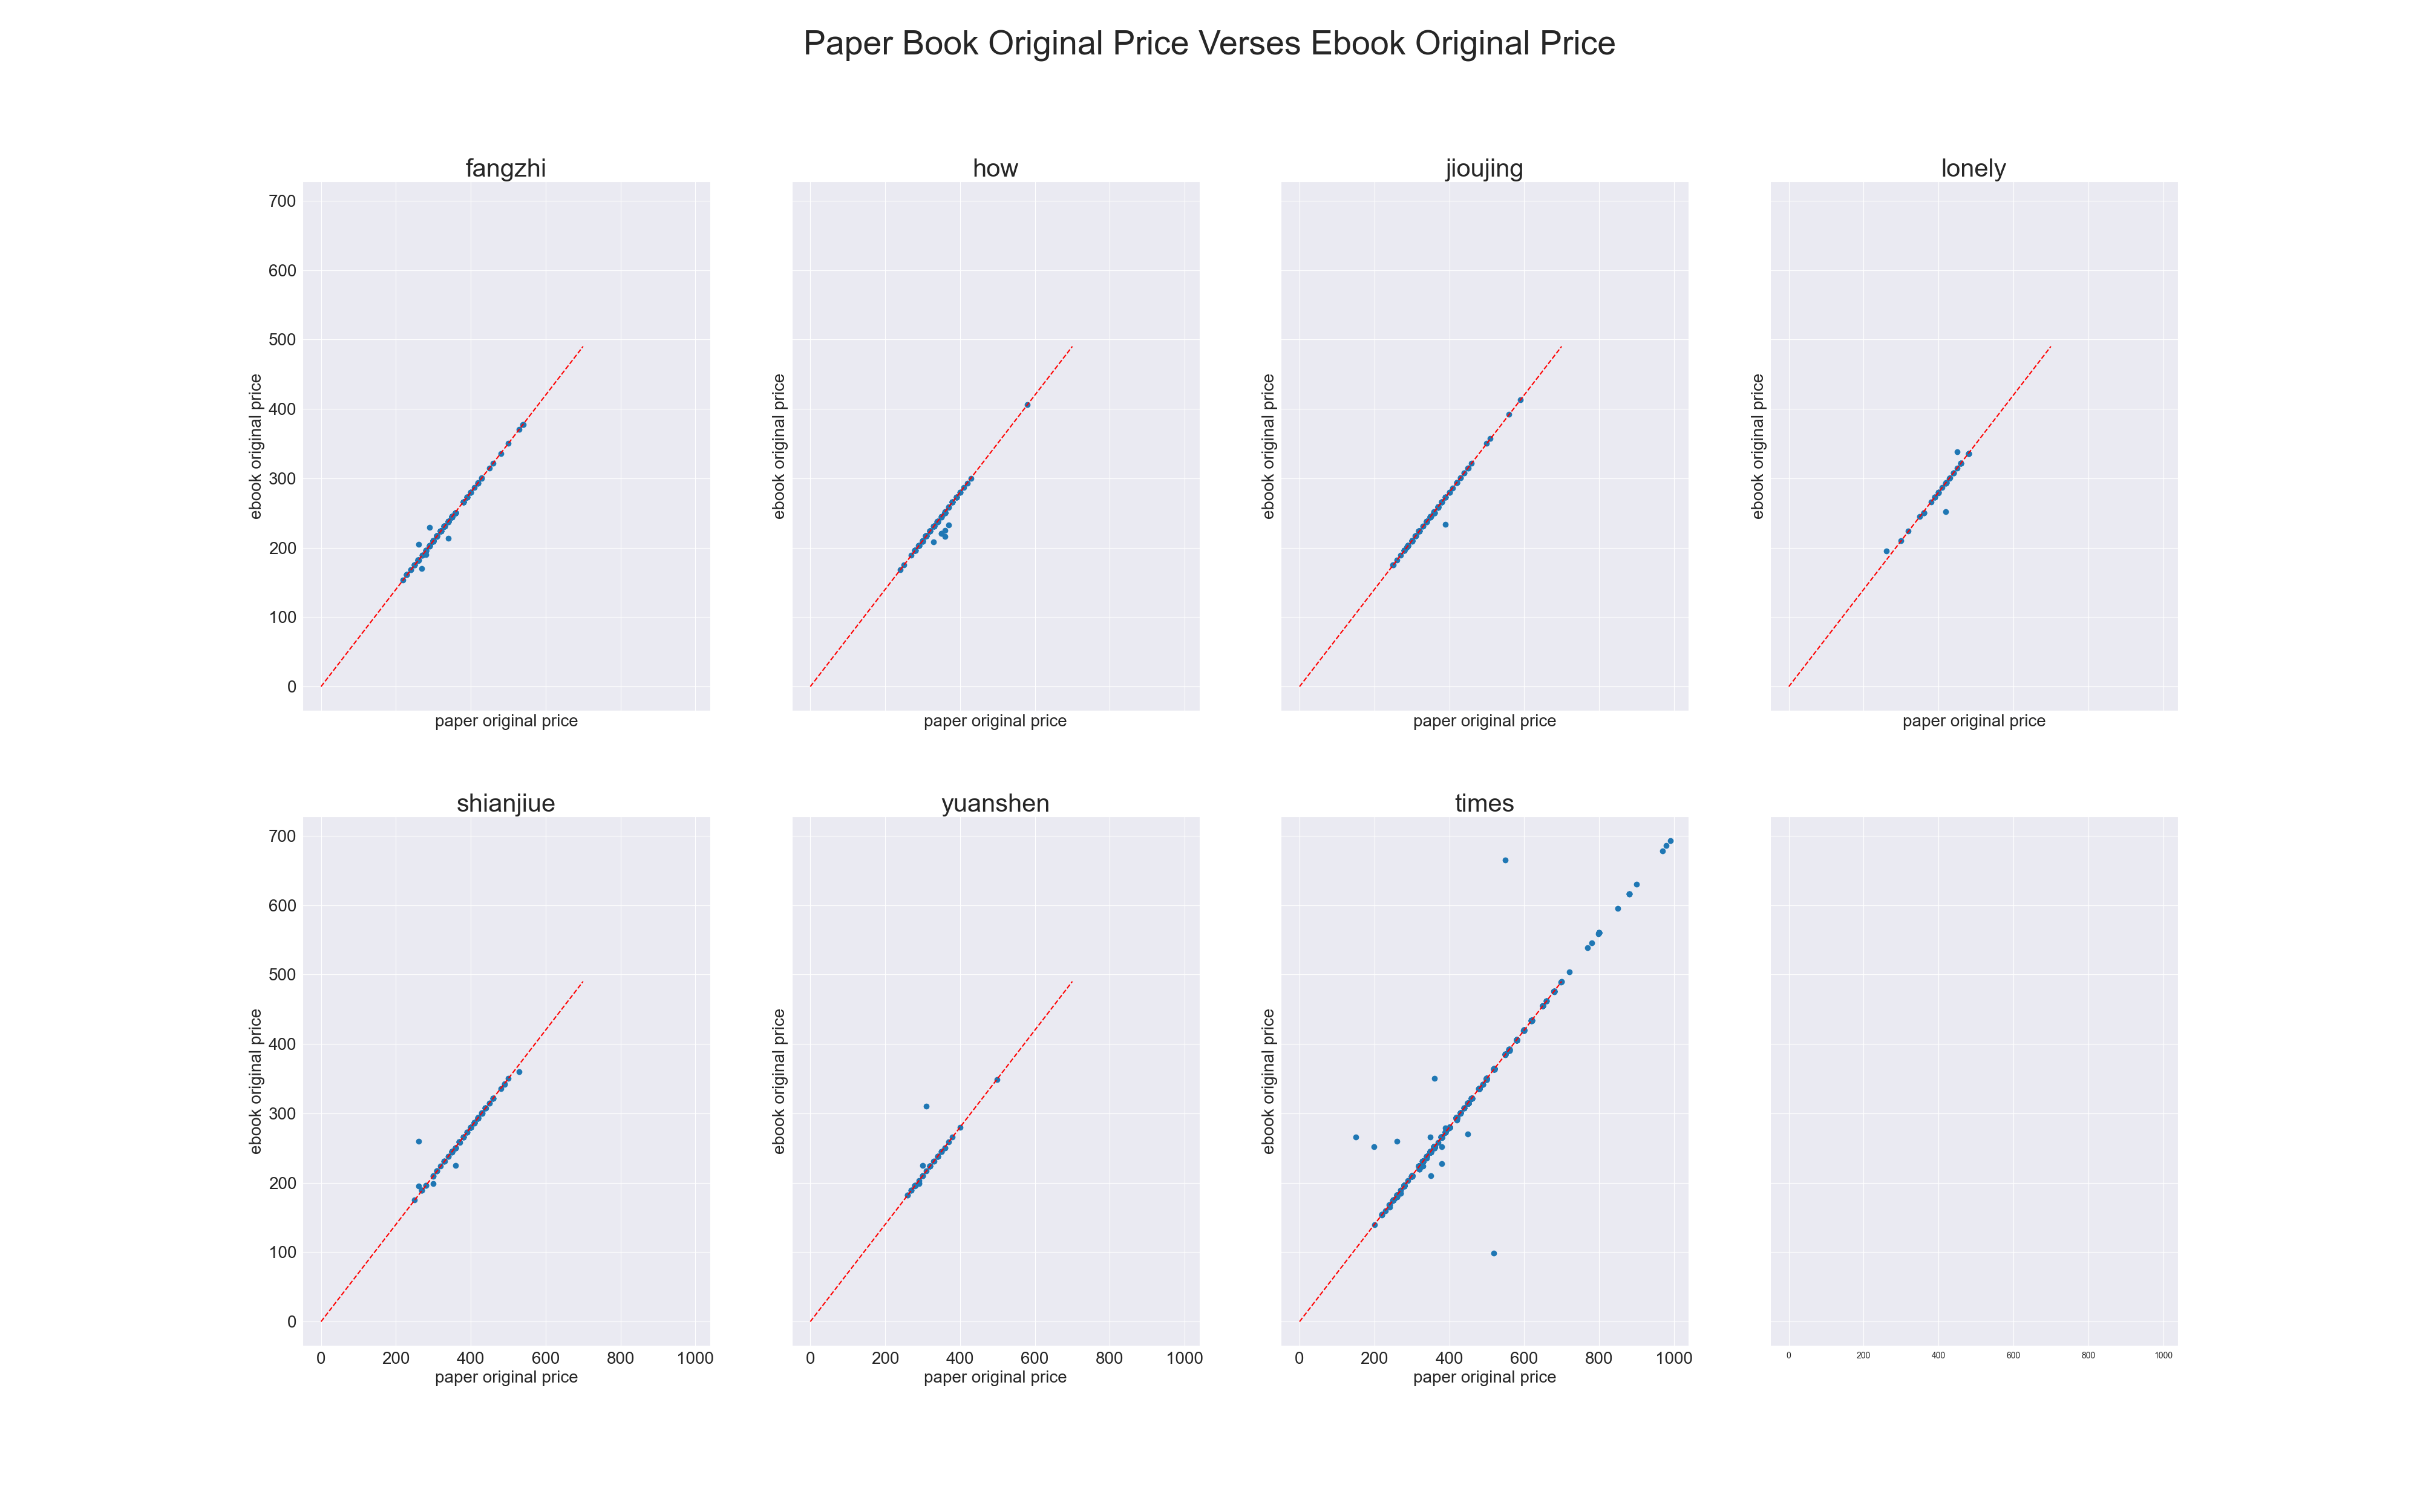 Paper Book Original Price Verses Ebook Original Price
fangzhi
how
jioujing
lonely
700
600
500
400
300
200
100
0
ebook original price
ebook original price
ebook original price
ebook original price
paper original price
paper original price
paper original price
paper original price
shianjiue
yuanshen
times
700
600
500
400
300
200
100
0
ebook original price
ebook original price
ebook original price
0 200 400 600 800 1000
0 200 400 600 800 1000
0 200 400 600 800 1000
0 200 400 600 800 1000
paper original price
paper original price
paper original price